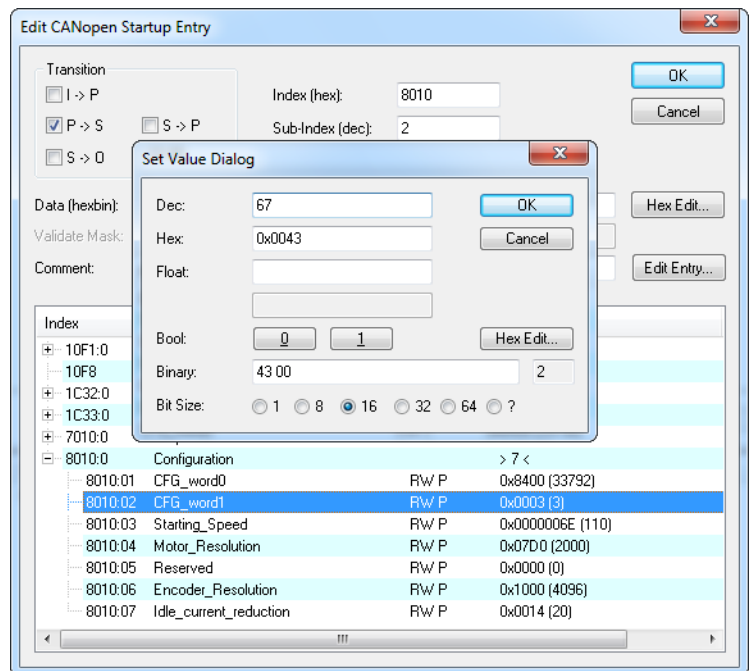 Edit CANopen Startup Entry
Transition
I -> P
P -> S
S -> P
S -> O
Index (hex): 8010
Sub-Index (dec): 2
OK
Cancel
Data (hexbin):
Hex Edit...
Validate Mask:
Comment:
Edit Entry...
Set Value Dialog
Dec: 67 OK
Hex: 0x0043 Cancel
Float:
Bool: 0 1 Hex Edit...
Binary: 43 00 2
Bit Size: 1 8 16 32 64 ?
Index
10F1:0
10F8
1C32:0
1C33:0
7010:0
8010:0 Configuration > 7 <
8010:01 CFG_word0 RW P 0x8400 (33792)
8010:02 CFG_word1 RW P 0x0003 (3)
8010:03 Starting_Speed RW P 0x0000006E (110)
8010:04 Motor_Resolution RW P 0x07D0 (2000)
8010:05 Reserved RW P 0x0000 (0)
8010:06 Encoder_Resolution RW P 0x1000 (4096)
8010:07 Idle_current_reduction RW P 0x0014 (20)